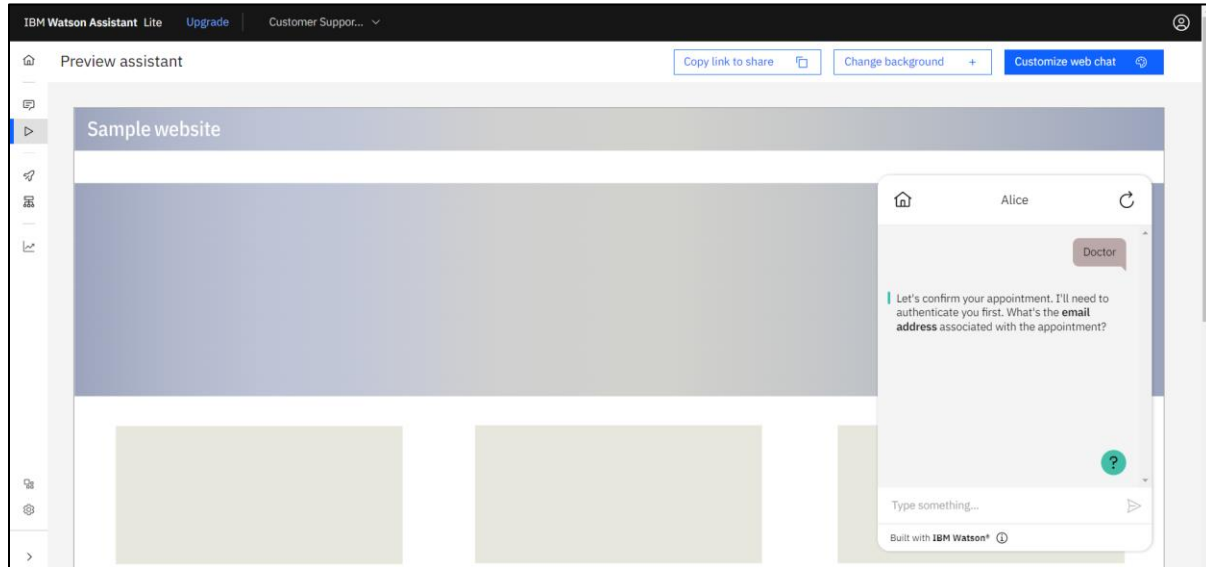 IBM Watson Assistant Lite Upgrade Customer Suppor...
Preview assistant Copy link to share Change background + Customize web chat
Sample website
Alice
Doctor
Let's confirm your appointment. I'll need to
authenticate you first. What's the email
address associated with the appointment?
?
Type something...
Built with IBM Watson®